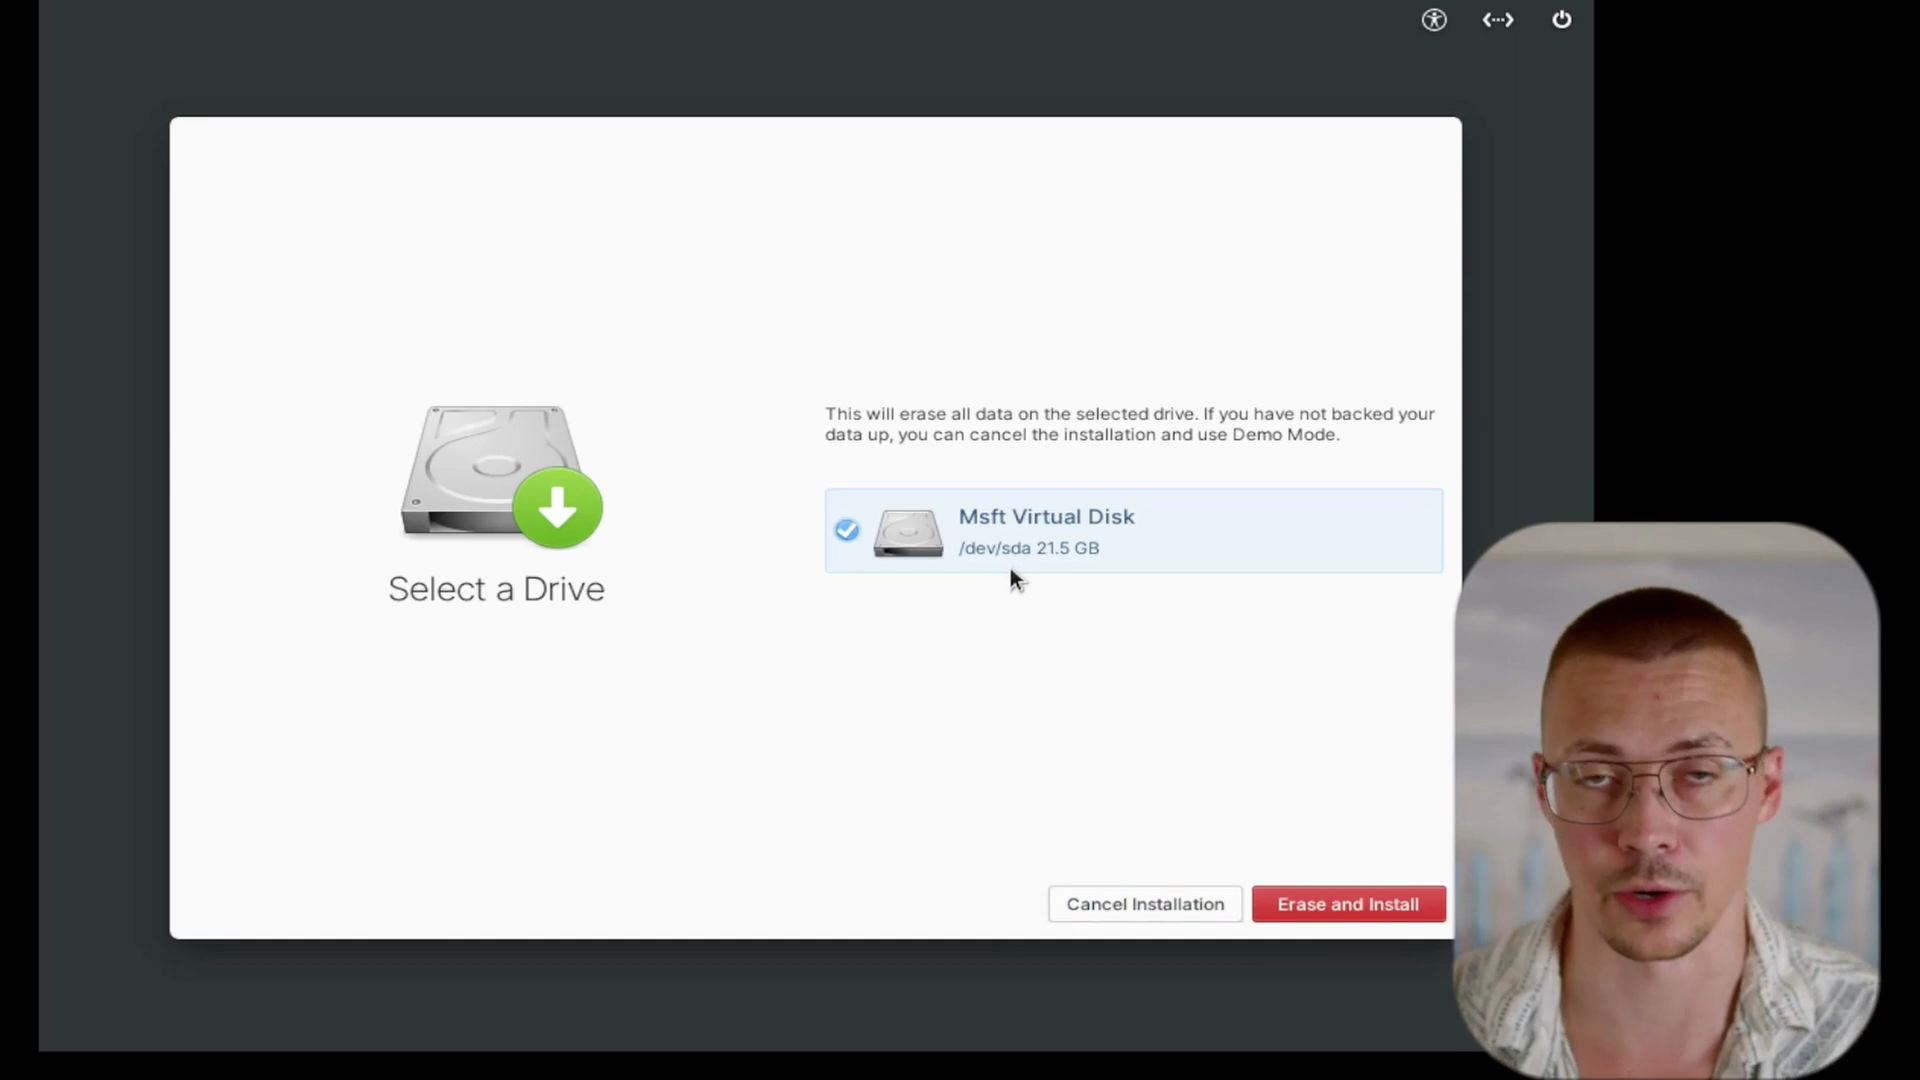 Select a Drive
This will erase all data on the selected drive. If you have not backed your
data up, you can cancel the installation and use Demo Mode.
Msft Virtual Disk
/dev/sda 21.5 GB
Cancel Installation
Erase and Install